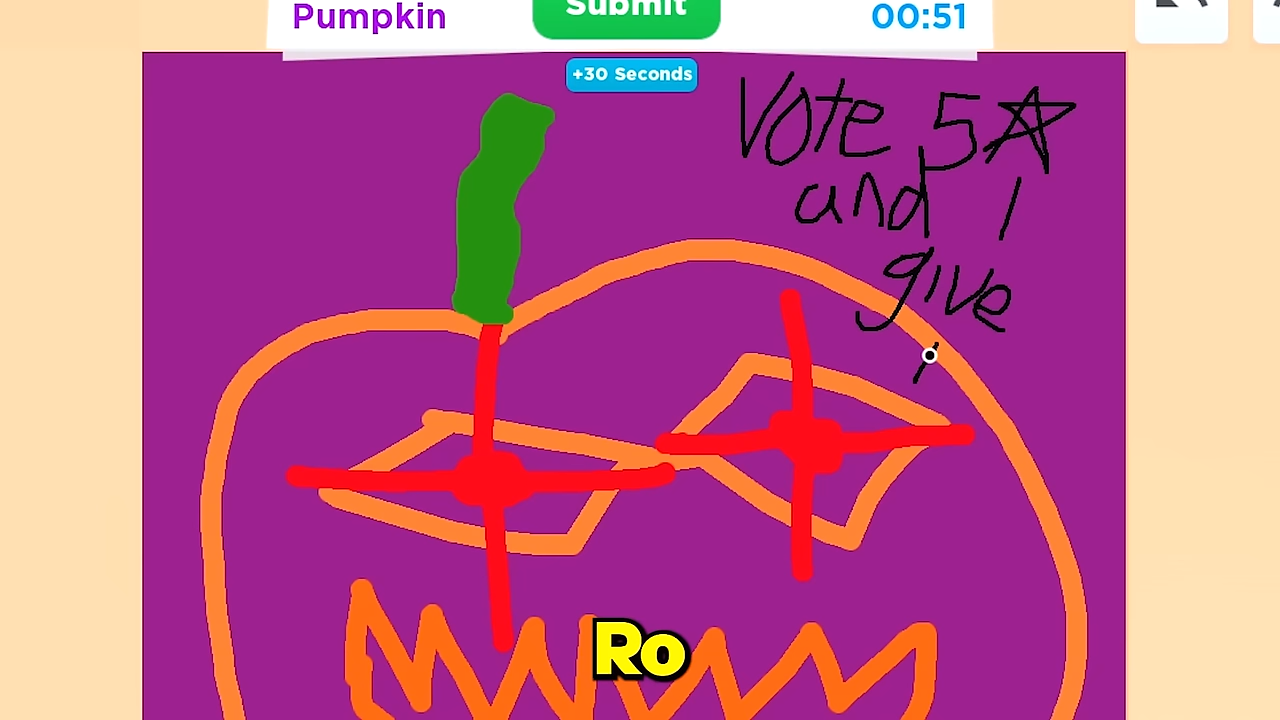 Pumpkin
Submit
00:51
+30 Seconds
Vote 5☆
and I
give
Ro